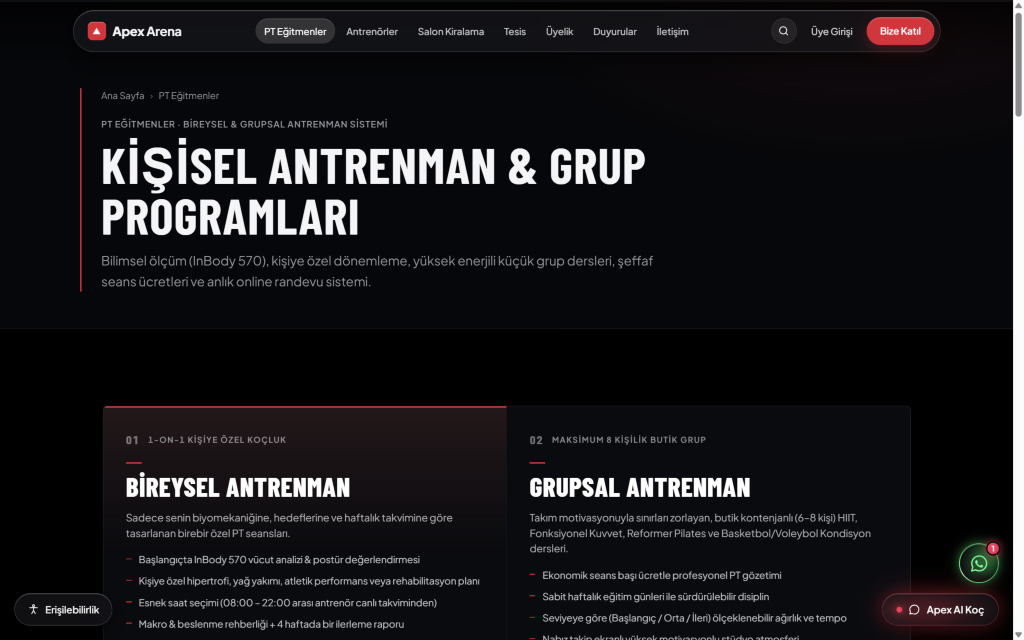 Apex Arena
PT Eğitmenler
Antrenörler
Salon Kiralama
Tesis
Üyelik
Duyurular
İletişim
Üye Girişi
Bize Katıl
Ana Sayfa › PT Eğitmenler
PT EĞİTMENLER · BİREYSEL & GRUPSAL ANTRENMAN SİSTEMİ
KİŞİSEL ANTRENMAN & GRUP
PROGRAMLARI
Bilimsel ölçüm (InBody 570), kişiye özel dönemleme, yüksek enerjili küçük grup dersleri, şeffaf
seans ücretleri ve anlık online randevu sistemi.
01 1-ON-1 KİŞİYE ÖZEL KOÇLUK
BİREYSEL ANTRENMAN
Sadece senin biyomekaniğine, hedeflerine ve haftalık takvimine göre
tasarlanan birebir özel PT seansları.
– Başlangıçta InBody 570 vücut analizi & postür değerlendirmesi
– Kişiye özel hipertrofi, yağ yakımı, atletik performans veya rehabilitasyon planı
– Esnek saat seçimi (08:00 – 22:00 arası antrenör canlı takviminden)
– Makro & beslenme rehberliği + 4 haftada bir ilerleme raporu
02 MAKSİMUM 8 KİŞİLİK BUTİK GRUP
GRUPSAL ANTRENMAN
Takım motivasyonuyla sınırları zorlayan, butik kontenjanlı (6–8 kişi) HIIT,
Fonksiyonel Kuvvet, Reformer Pilates ve Basketbol/Voleybol Kondisyon
dersleri.
– Ekonomik seans başı ücretle profesyonel PT gözetimi
– Sabit haftalık eğitim günleri ile sürdürülebilir disiplin
– Seviyeye göre (Başlangıç / Orta / İleri) ölçeklenebilir ağırlık ve tempo
– Nabız takip ekranlı yüksek motivasyonlu stüdyo atmosferi
1
Erişilebilirlik
Apex AI Koç